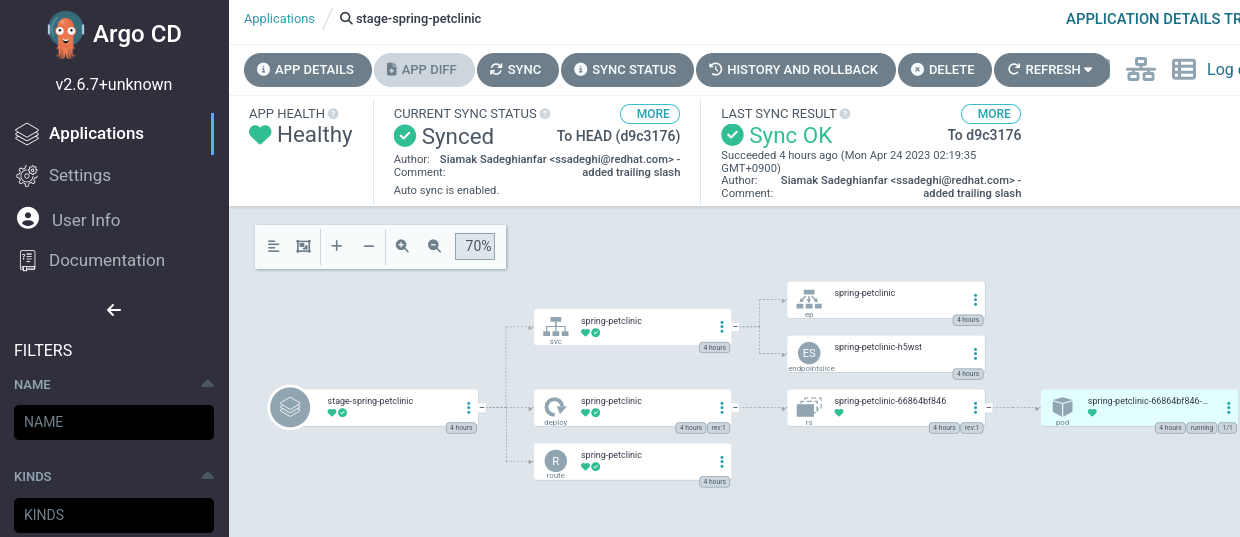 Argo CD
v2.6.7+unknown
Applications
Settings
User Info
Documentation
FILTERS
NAME
NAME
KINDS
KINDS
Applications
stage-spring-petclinic
APPLICATION DETAILS TR
APP DETAILS
APP DIFF
SYNC
SYNC STATUS
HISTORY AND ROLLBACK
DELETE
REFRESH
Log
APP HEALTH
Healthy
CURRENT SYNC STATUS
MORE
Synced
To HEAD (d9c3176)
Author: Siamak Sadeghianfar <ssadeghi@redhat.com> -
Comment: added trailing slash
Auto sync is enabled.
LAST SYNC RESULT
MORE
Sync OK
To d9c3176
Succeeded 4 hours ago (Mon Apr 24 2023 02:19:35
GMT+0900)
Author: Siamak Sadeghianfar <ssadeghi@redhat.com> -
Comment: added trailing slash
70%
stage-spring-petclinic
4 hours
spring-petclinic
svc
4 hours
spring-petclinic
deploy
4 hours
rev:1
R
spring-petclinic
route
4 hours
spring-petclinic
ep
4 hours
ES
spring-petclinic-h5wst
endpointslice
4 hours
spring-petclinic-66864bf846
rs
4 hours
rev:1
spring-petclinic-66864bf846-...
pod
4 hours
running
1/1